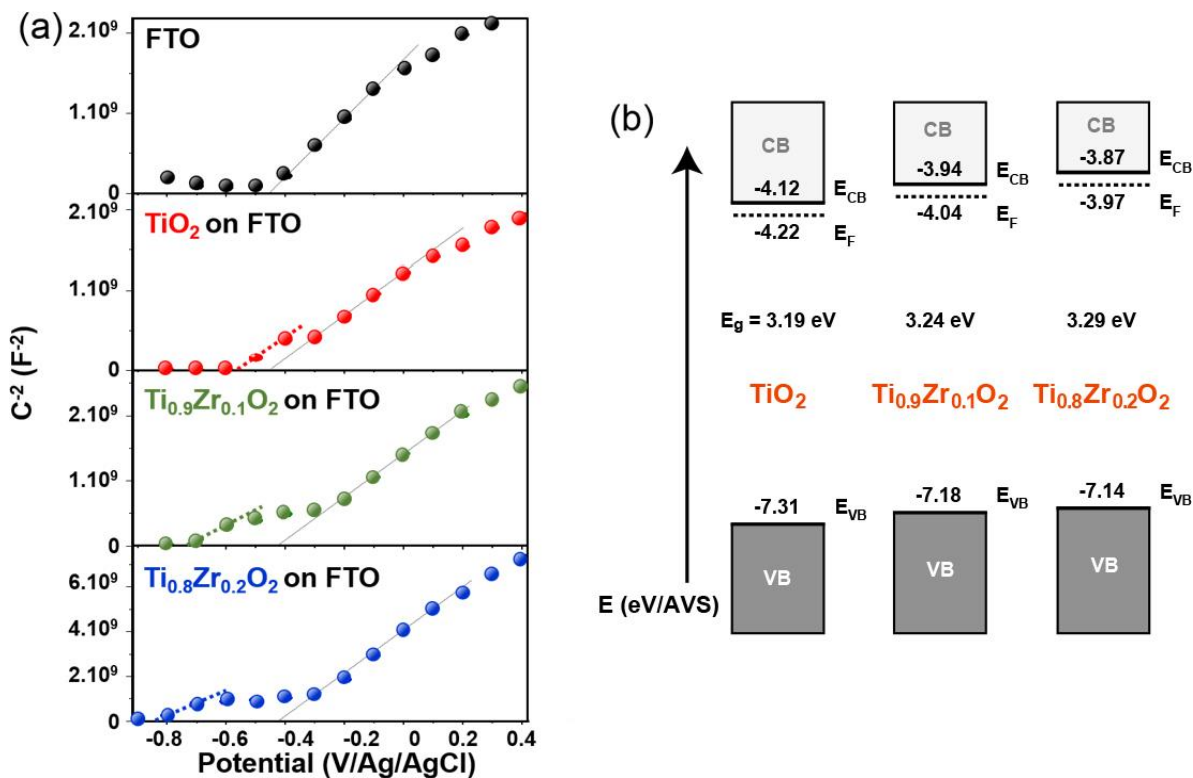 (a)
FTO
2.10⁹
1.10⁹
0
TiO₂ on FTO
2.10⁹
1.10⁹
0
Ti₀.₉Zr₀.₁O₂ on FTO
2.10⁹
1.10⁹
0
Ti₀.₈Zr₀.₂O₂ on FTO
6.10⁹
4.10⁹
2.10⁹
0
C⁻² (F⁻²)
-0.8 -0.6 -0.4 -0.2 0 0.2 0.4
Potential (V/Ag/AgCl)
(b)
CB CB CB
-4.12 E_CB -3.94 E_CB -3.87 E_CB
-4.22 E_F -4.04 E_F -3.97 E_F
E_g = 3.19 eV 3.24 eV 3.29 eV
TiO₂ Ti₀.₉Zr₀.₁O₂ Ti₀.₈Zr₀.₂O₂
-7.31 E_VB -7.18 E_VB -7.14 E_VB
VB VB VB
E (eV/AVS)